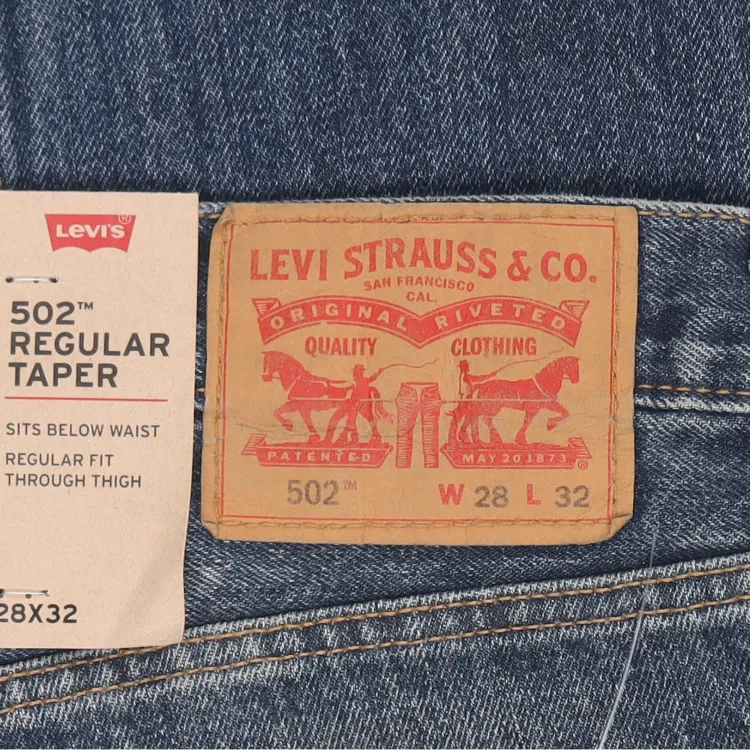 LEVI'S®
502™
REGULAR
TAPER
SITS BELOW WAIST
REGULAR FIT
THROUGH THIGH
28X32
LEVI STRAUSS & CO.
SAN FRANCISCO
CAL.
ORIGINAL RIVETED
QUALITY CLOTHING
PATENTED MAY 20 1873 ®
502™ W 28 L 32